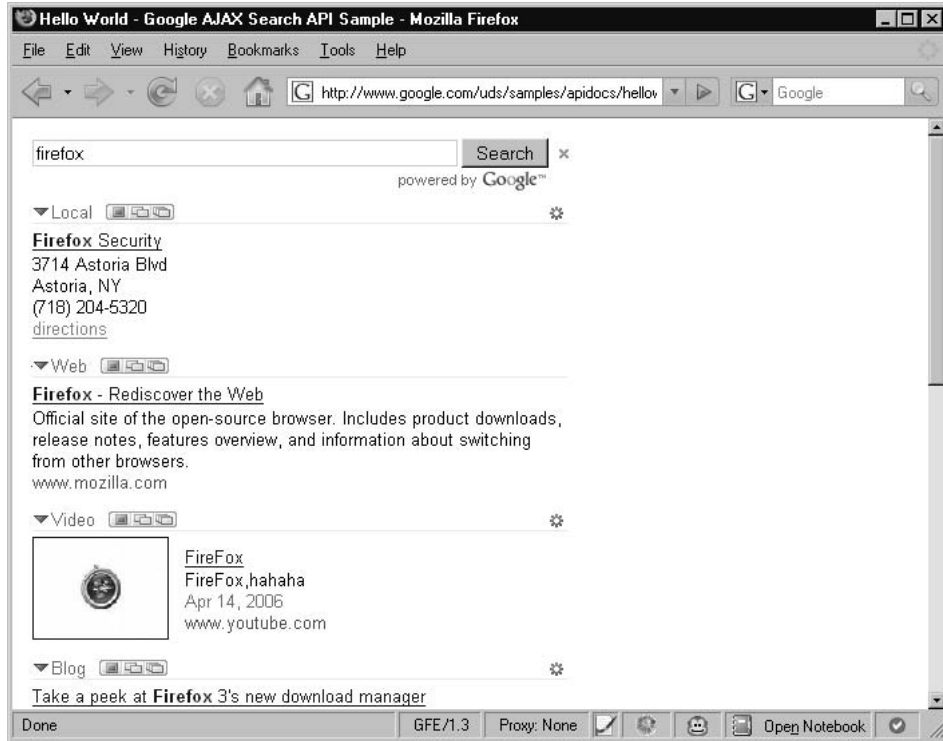 Hello World - Google AJAX Search API Sample - Mozilla Firefox
File Edit View History Bookmarks Tools Help
G http://www.google.com/uds/samples/apidocs/hellow G Google
firefox Search
powered by Google™
Local
Firefox Security
3714 Astoria Blvd
Astoria, NY
(718) 204-5320
directions
Web
Firefox - Rediscover the Web
Official site of the open-source browser. Includes product downloads,
release notes, features overview, and information about switching
from other browsers.
www.mozilla.com
Video
FireFox
FireFox,hahaha
Apr 14, 2006
www.youtube.com
Blog
Take a peek at Firefox 3's new download manager
Done GFE/1.3 Proxy: None Open Notebook